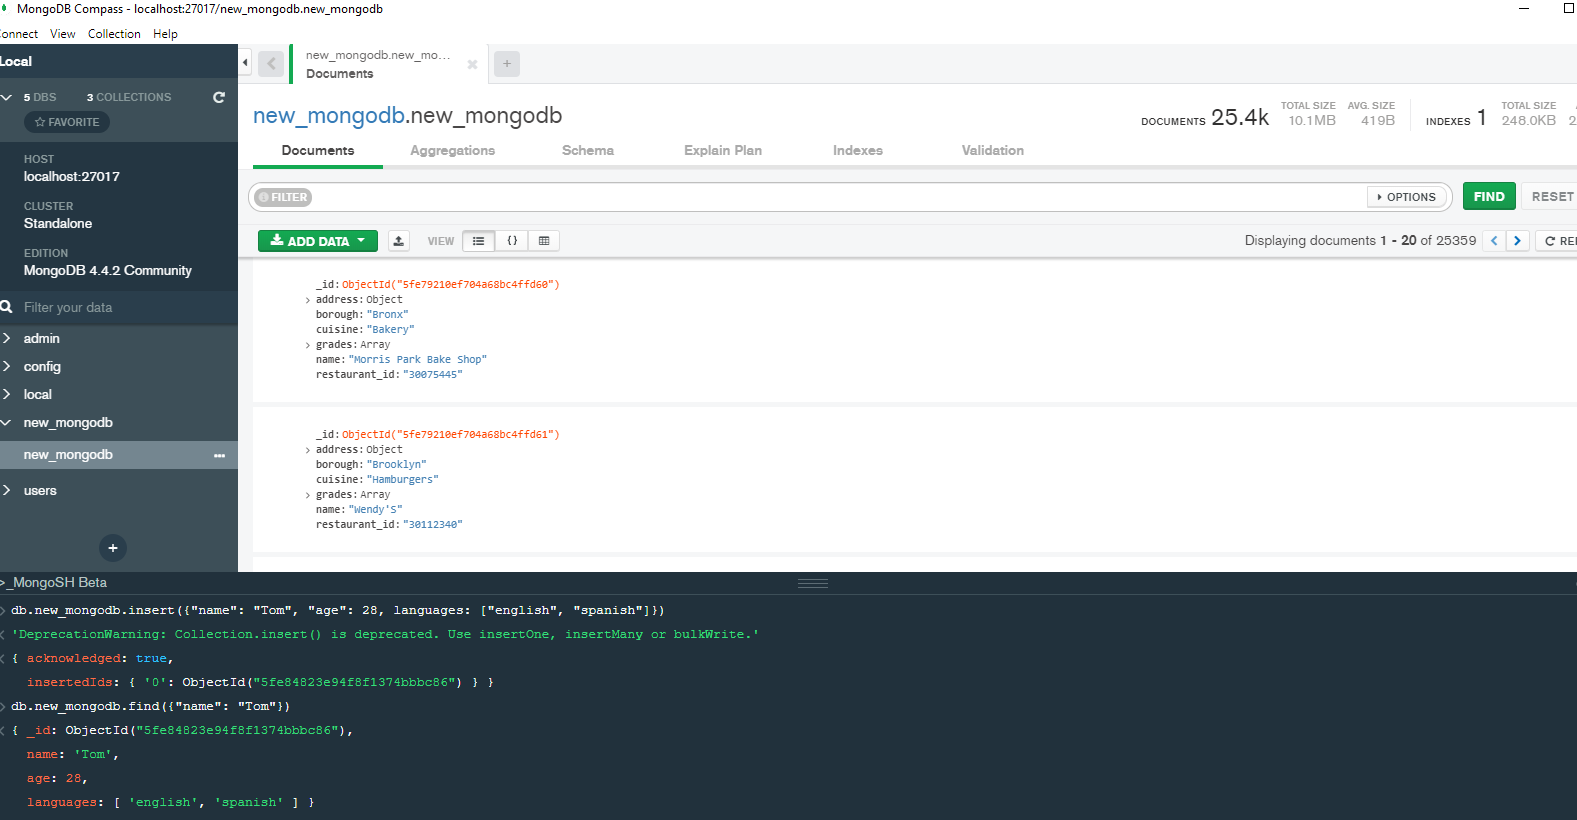 MongoDB Compass - localhost:27017/new_mongodb.new_mongodb
onnect View Collection Help
Local
5 DBS 3 COLLECTIONS
FAVORITE
HOST
localhost:27017
CLUSTER
Standalone
EDITION
MongoDB 4.4.2 Community
Filter your data
admin
config
local
new_mongodb
new_mongodb
users
new_mongodb.new_mo...
Documents
new_mongodb.new_mongodb
DOCUMENTS 25.4k TOTAL SIZE 10.1MB AVG. SIZE 419B INDEXES 1 TOTAL SIZE 248.0KB 2
Documents Aggregations Schema Explain Plan Indexes Validation
FILTER OPTIONS FIND RESET
ADD DATA VIEW {} Displaying documents 1 - 20 of 25359 REI
_id: ObjectId("5fe79210ef704a68bc4ffd60")
address: Object
borough: "Bronx"
cuisine: "Bakery"
grades: Array
name: "Morris Park Bake Shop"
restaurant_id: "30075445"
_id: ObjectId("5fe79210ef704a68bc4ffd61")
address: Object
borough: "Brooklyn"
cuisine: "Hamburgers"
grades: Array
name: "Wendy'S"
restaurant_id: "30112340"
>_MongoSH Beta
db.new_mongodb.insert({"name": "Tom", "age": 28, languages: ["english", "spanish"]})
'DeprecationWarning: Collection.insert() is deprecated. Use insertOne, insertMany or bulkWrite.'
{ acknowledged: true,
insertedIds: { '0': ObjectId("5fe84823e94f8f1374bbbc86") } }
db.new_mongodb.find({"name": "Tom"})
{ _id: ObjectId("5fe84823e94f8f1374bbbc86"),
name: 'Tom',
age: 28,
languages: [ 'english', 'spanish' ] }